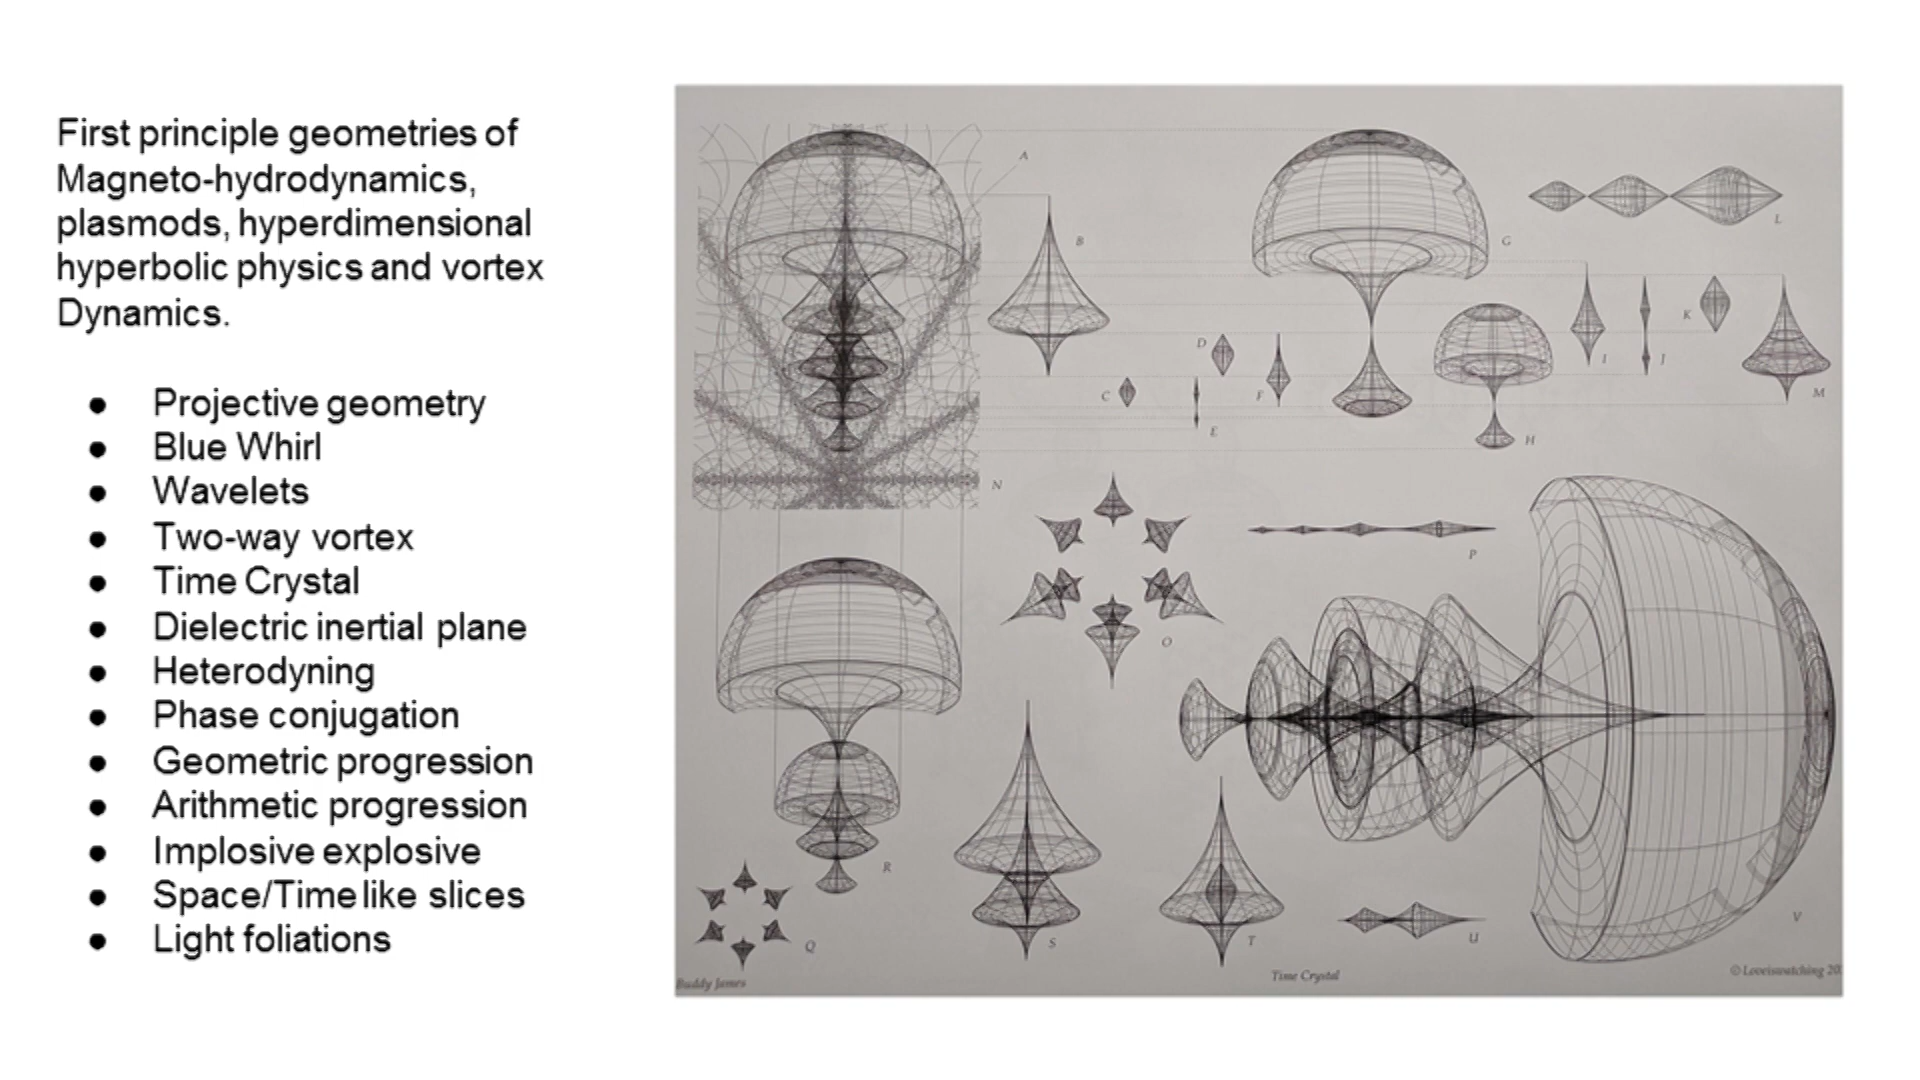 First principle geometries of
Magneto-hydrodynamics,
plasmods, hyperdimensional
hyperbolic physics and vortex
Dynamics.
● Projective geometry
● Blue Whirl
● Wavelets
● Two-way vortex
● Time Crystal
● Dielectric inertial plane
● Heterodyning
● Phase conjugation
● Geometric progression
● Arithmetic progression
● Implosive explosive
● Space/Time like slices
● Light foliations
A
B
G
L
D
C
E
F
I
J
K
M
H
N
O
P
R
Q
S
T
U
V
Buddy James
Time Crystal
©Loveiswatching 20